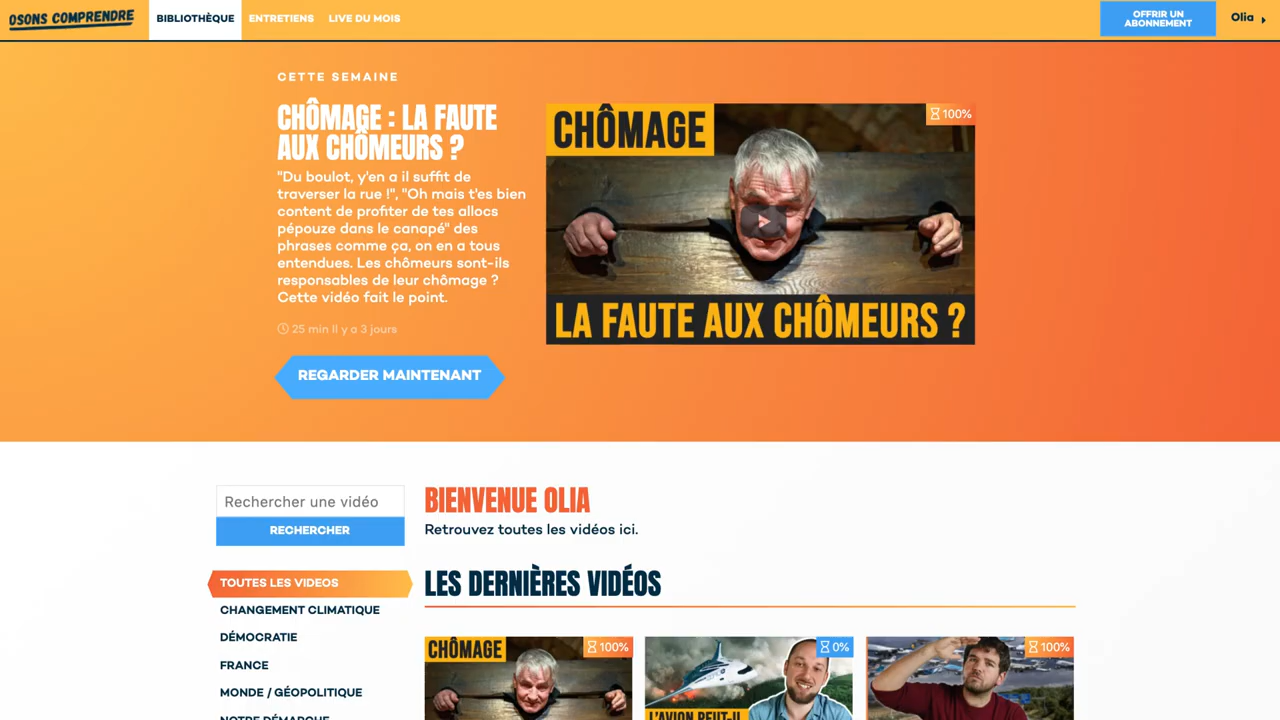 OSONS COMPRENDRE
BIBLIOTHÈQUE
ENTRETIENS
LIVE DU MOIS
OFFRIR UN
ABONNEMENT
Olia
CETTE SEMAINE
CHÔMAGE : LA FAUTE
AUX CHÔMEURS ?
"Du boulot, y'en a il suffit de
traverser la rue !", "Oh mais t'es bien
content de profiter de tes allocs
pépouze dans le canapé" des
phrases comme ça, on en a tous
entendues. Les chômeurs sont-ils
responsables de leur chômage ?
Cette vidéo fait le point.
25 min Il y a 3 jours
REGARDER MAINTENANT
CHÔMAGE
100%
LA FAUTE AUX CHÔMEURS ?
Rechercher une vidéo
RECHERCHER
TOUTES LES VIDEOS
CHANGEMENT CLIMATIQUE
DÉMOCRATIE
FRANCE
MONDE / GÉOPOLITIQUE
NOTRE DÉMARCHE
BIENVENUE OLIA
Retrouvez toutes les vidéos ici.
LES DERNIÈRES VIDÉOS
CHÔMAGE
100%
0%
L'AVION PEUT-IL
100%